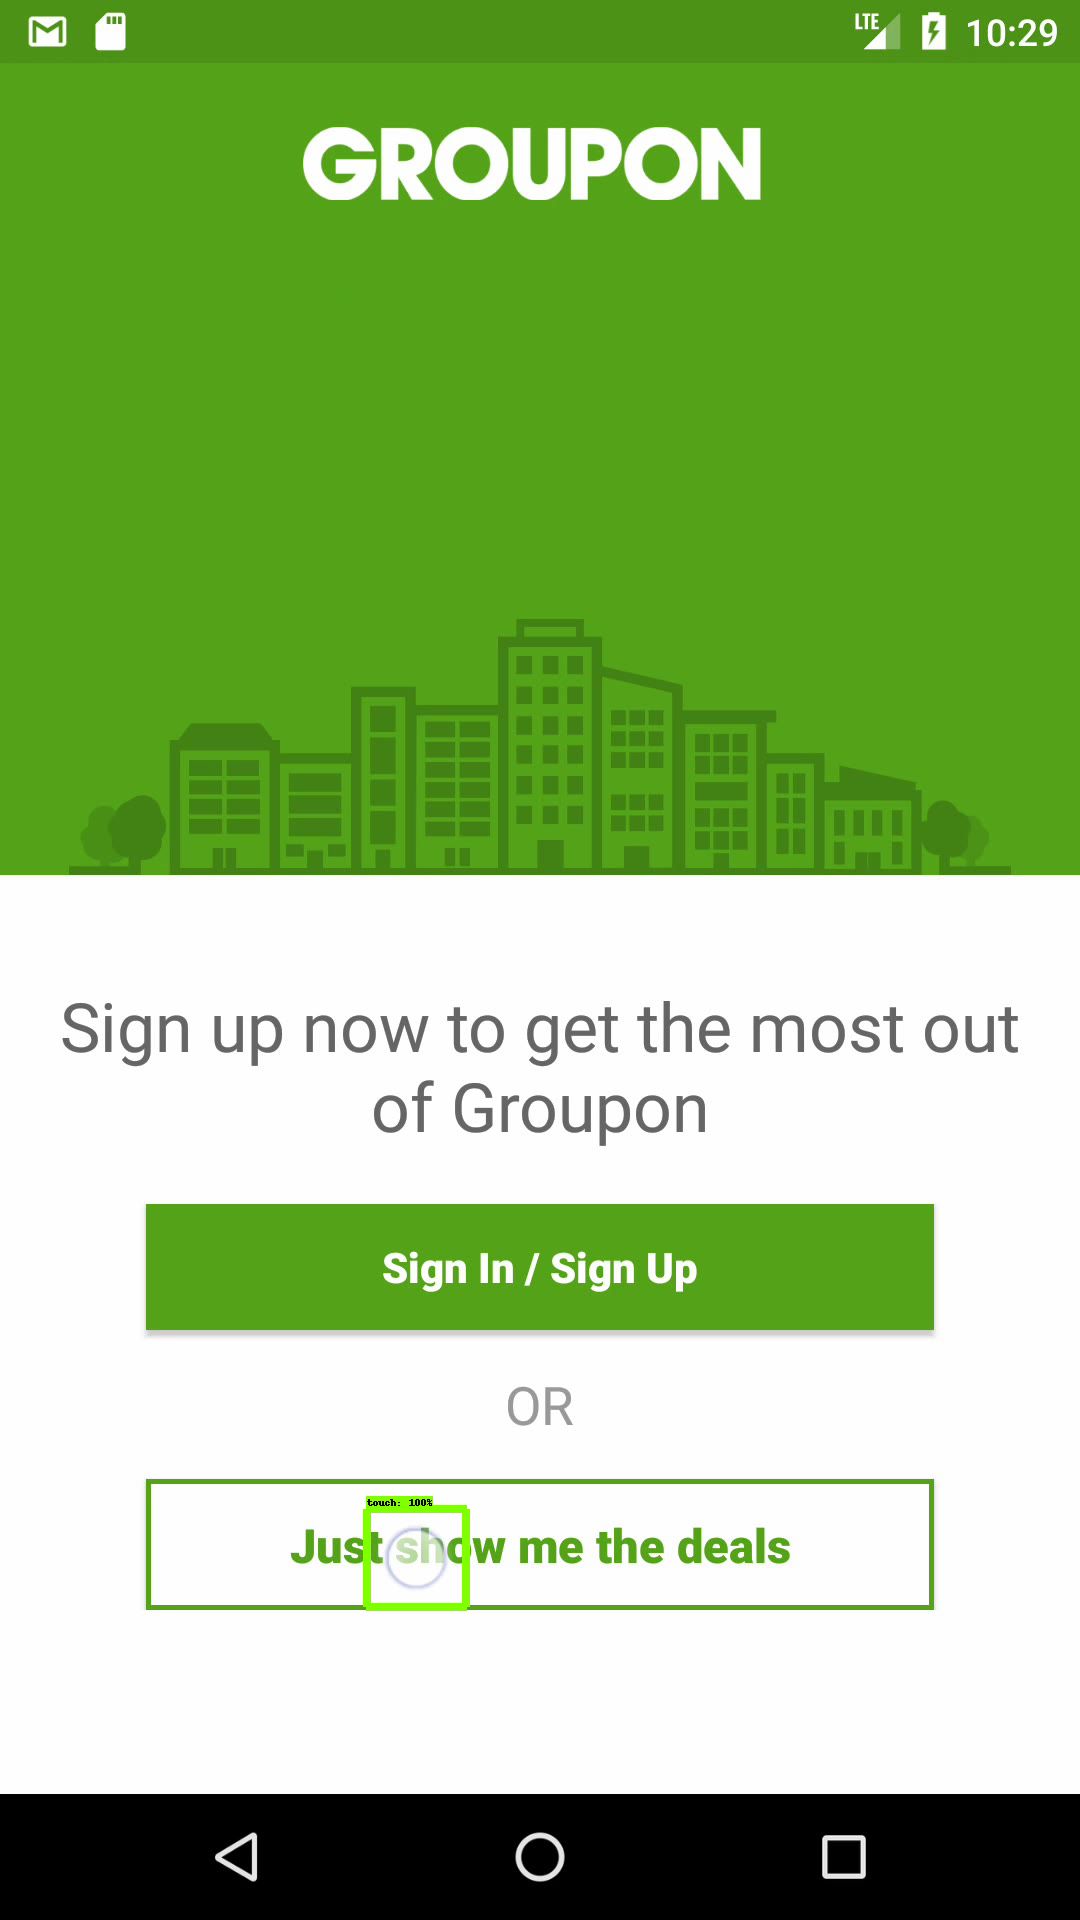 LTE 10:29
GROUPON
Sign up now to get the most out
of Groupon
Sign In / Sign Up
OR
touch: 100%
Just show me the deals